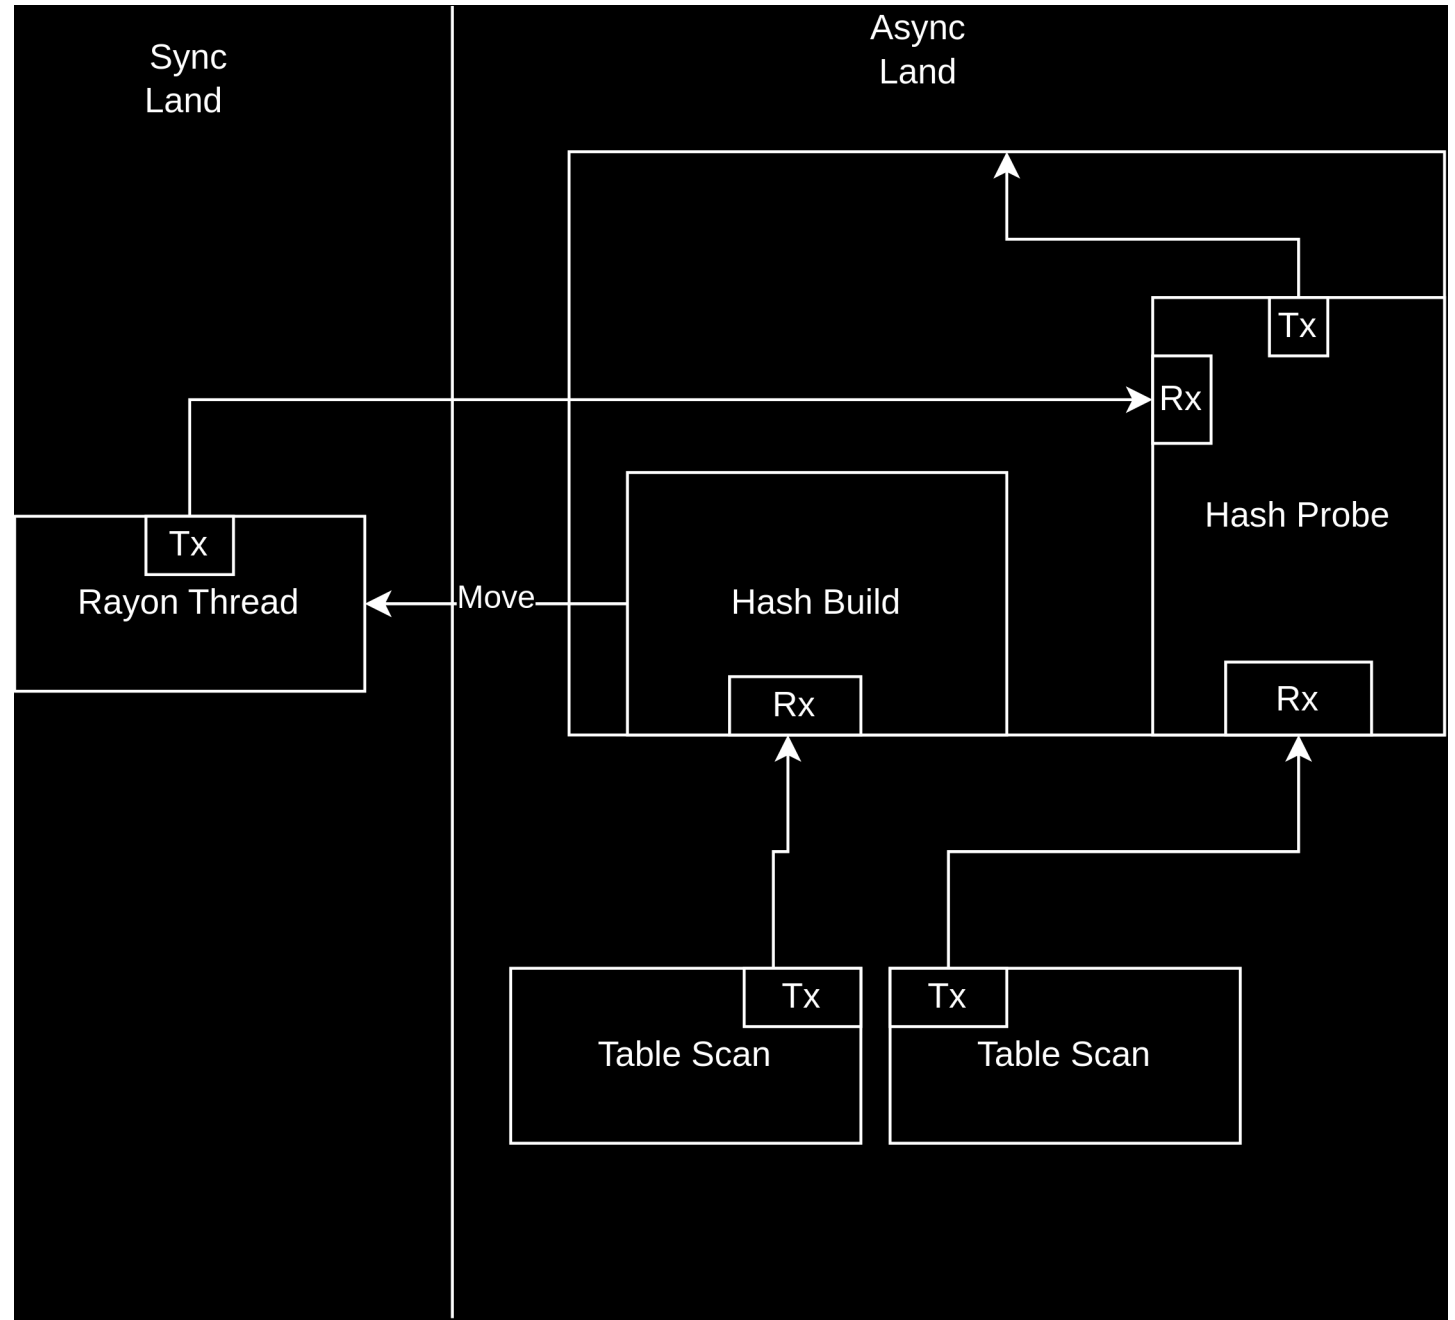 Sync
Land
Async
Land
Tx
Rx
Hash Probe
Tx
Rayon Thread
Move
Hash Build
Rx
Rx
Tx
Table Scan
Tx
Table Scan